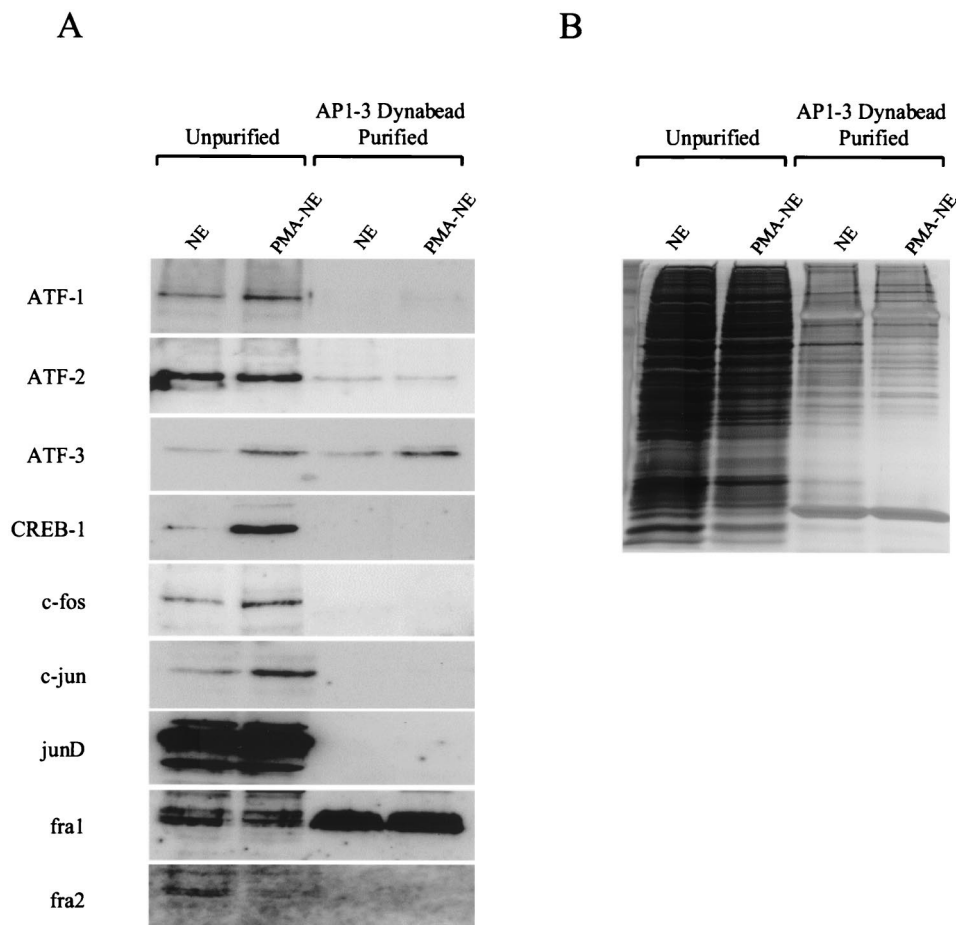 A
B
Unpurified
AP1-3 Dynabead
Purified
Unpurified
AP1-3 Dynabead
Purified
NE
PMA-NE
NE
PMA-NE
NE
PMA-NE
NE
PMA-NE
ATF-1
ATF-2
ATF-3
CREB-1
c-fos
c-jun
junD
fra1
fra2